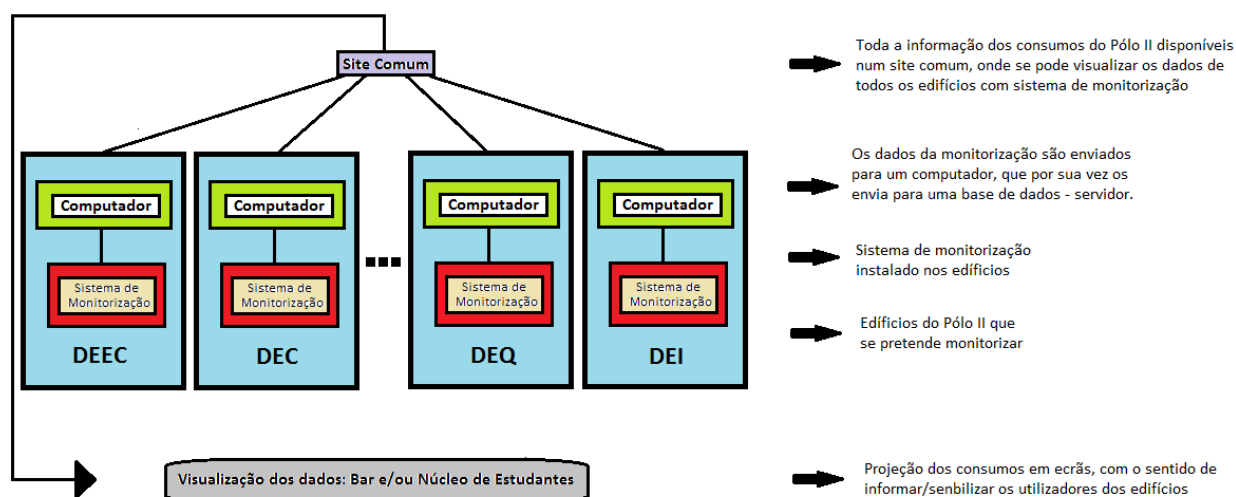 Site Comum
Toda a informação dos consumos do Pólo II disponíveis
num site comum, onde se pode visualizar os dados de
todos os edifícios com sistema de monitorização
Computador
Computador
Computador
Computador
Os dados da monitorização são enviados
para um computador, que por sua vez os
envia para uma base de dados - servidor.
Sistema de
Monitorização
Sistema de
Monitorização
Sistema de
Monitorização
Sistema de
Monitorização
Sistema de monitorização
instalado nos edíficios
DEEC
DEC
DEQ
DEI
Edíficios do Pólo II que
se pretende monitorizar
Visualização dos dados: Bar e/ou Núcleo de Estudantes
Projeção dos consumos em ecrãs, com o sentido de
informar/senbilizar os utilizadores dos edifícios